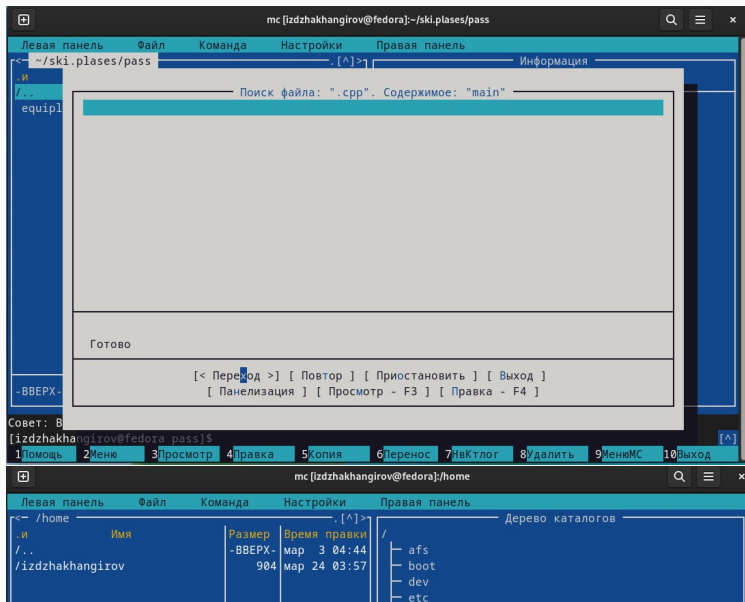 mc [izdzhakhangirov@fedora]:~/ski.plases/pass
Левая панель Файл Команда Настройки Правая панель
<— ~/ski.plases/pass .[^]> Информация
.и
/..
equipl
Поиск файла: ".cpp". Содержимое: "main"
Готово
[< Переход >] [ Повтор ] [ Приостановить ] [ Выход ]
[ Панелизация ] [ Просмотр - F3 ] [ Правка - F4 ]
-ВВЕРХ-
Совет: В
[izdzhakhangirov@fedora pass]$ [^]
1Помощь 2Меню 3Просмотр 4Правка 5Копия 6Перенос 7НвКтлог 8Удалить 9МенюМС 10Выход
mc [izdzhakhangirov@fedora]:/home
Левая панель Файл Команда Настройки Правая панель
<— /home .[^]> Дерево каталогов
.и Имя Размер Время правки /
/.. -ВВЕРХ- мар 3 04:44 afs
/izdzhakhangirov 904 мар 24 03:57 boot
dev
etc